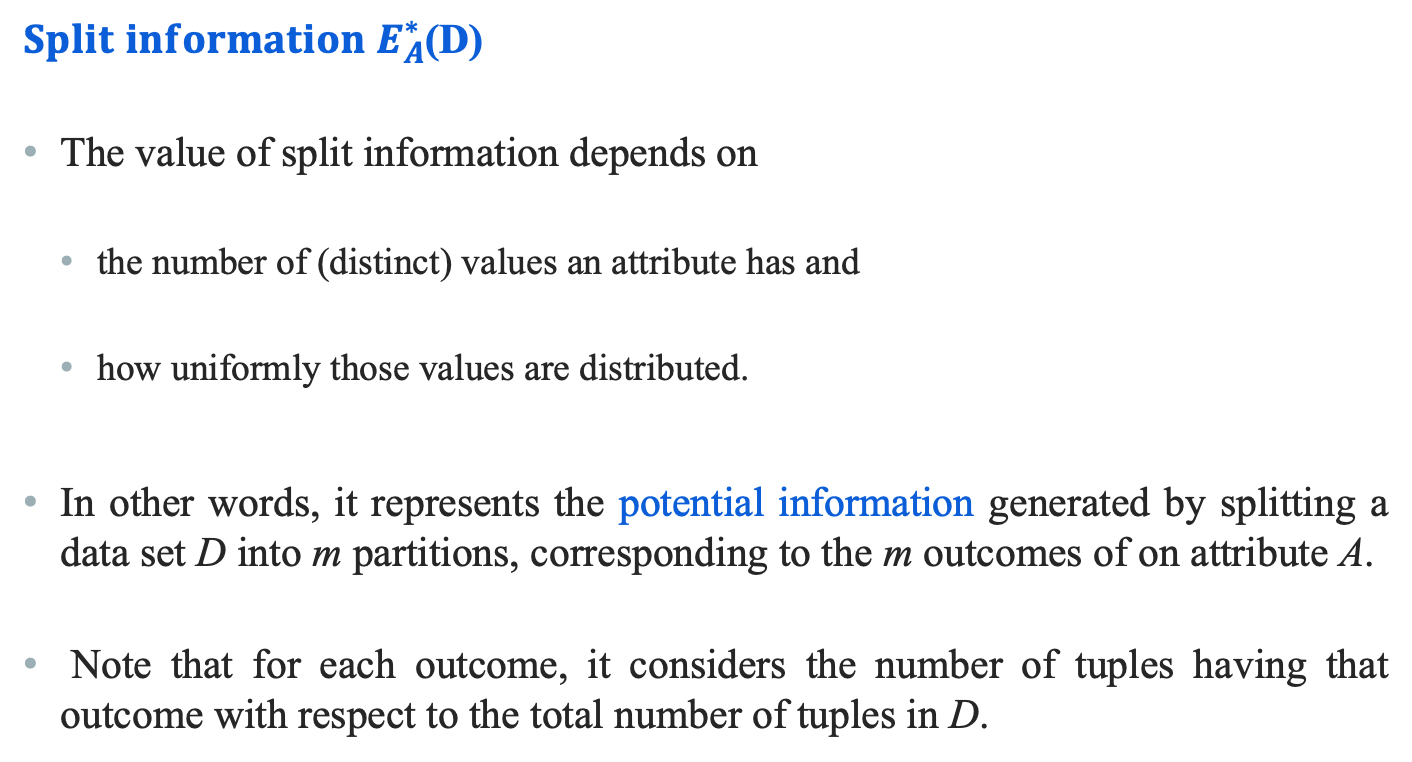 Split information E*A(D)
• The value of split information depends on
• the number of (distinct) values an attribute has and
• how uniformly those values are distributed.
• In other words, it represents the potential information generated by splitting a
data set D into m partitions, corresponding to the m outcomes of on attribute A.
• Note that for each outcome, it considers the number of tuples having that
outcome with respect to the total number of tuples in D.